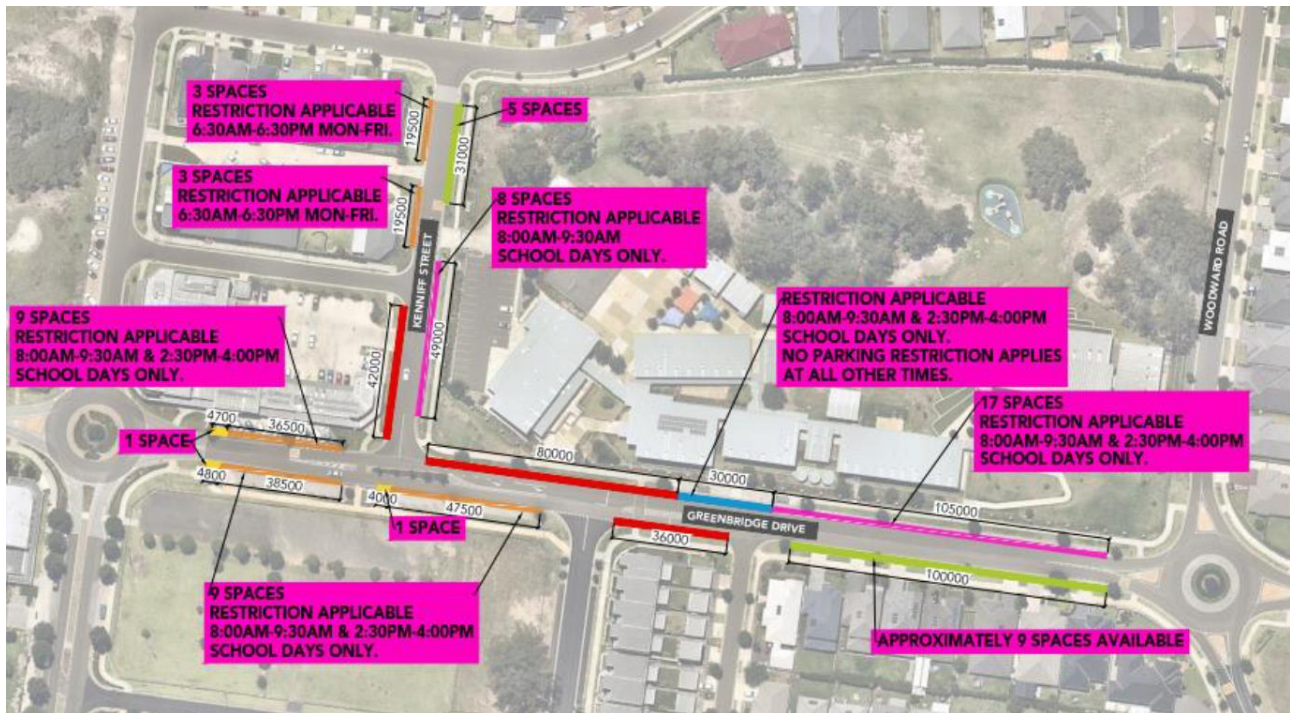 3 SPACES
RESTRICTION APPLICABLE
6:30AM-6:30PM MON-FRI.
19500
5 SPACES
31000
3 SPACES
RESTRICTION APPLICABLE
6:30AM-6:30PM MON-FRI.
19500
8 SPACES
RESTRICTION APPLICABLE
8:00AM-9:30AM
SCHOOL DAYS ONLY.
KENNIFF STREET
WOODWARD ROAD
9 SPACES
RESTRICTION APPLICABLE
8:00AM-9:30AM & 2:30PM-4:00PM
SCHOOL DAYS ONLY.
42000
49000
RESTRICTION APPLICABLE
8:00AM-9:30AM & 2:30PM-4:00PM
SCHOOL DAYS ONLY.
NO PARKING RESTRICTION APPLIES
AT ALL OTHER TIMES.
17 SPACES
RESTRICTION APPLICABLE
8:00AM-9:30AM & 2:30PM-4:00PM
SCHOOL DAYS ONLY.
4700
36500
1 SPACE
80000
30000
105000
4800
38500
4000
47500
1 SPACE
GREENBRIDGE DRIVE
36000
100000
9 SPACES
RESTRICTION APPLICABLE
8:00AM-9:30AM & 2:30PM-4:00PM
SCHOOL DAYS ONLY.
APPROXIMATELY 9 SPACES AVAILABLE